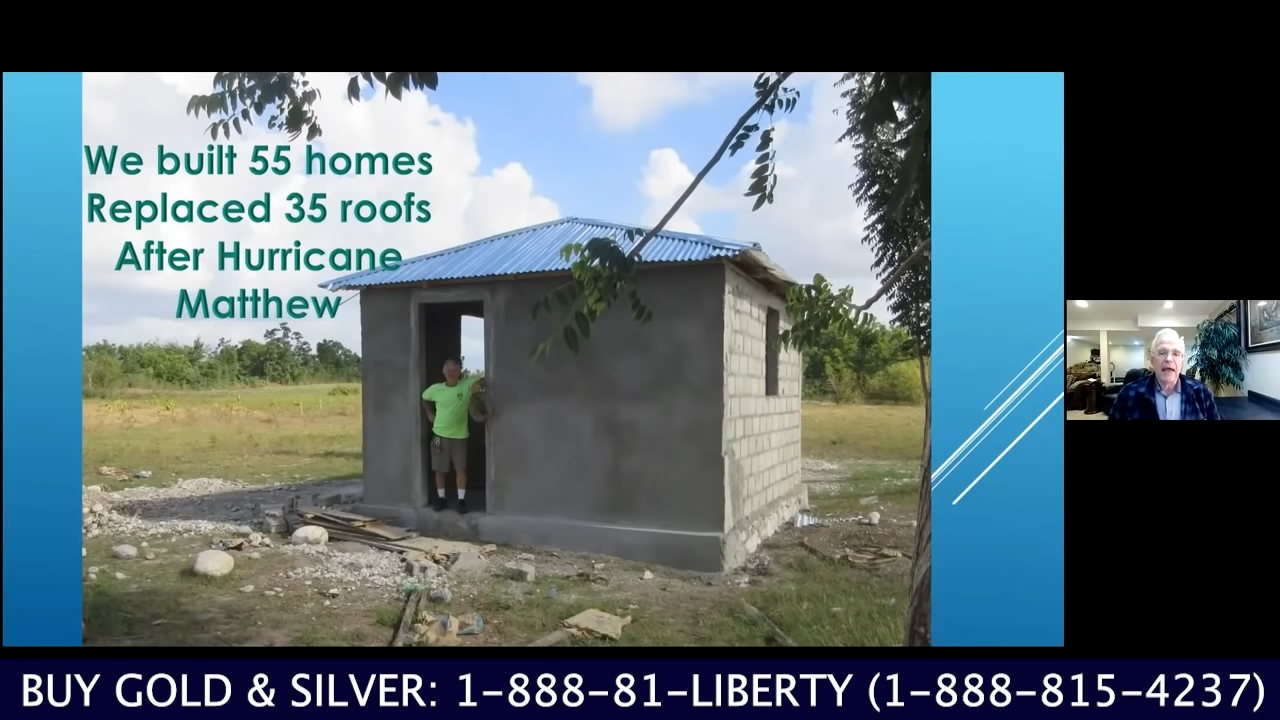 We built 55 homes
Replaced 35 roofs
After Hurricane
Matthew
BUY GOLD & SILVER: 1-888-81-LIBERTY (1-888-815-4237)